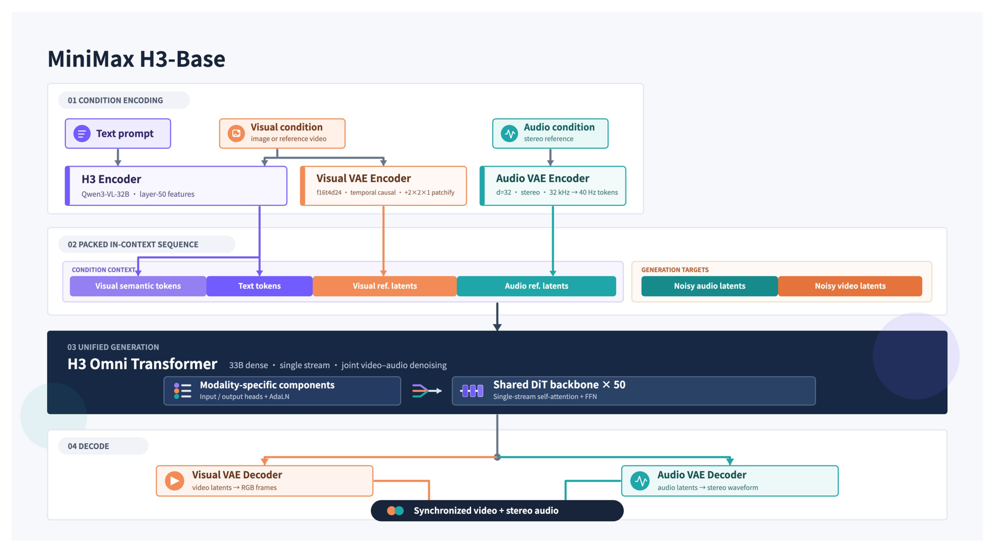 MiniMax H3-Base
01 CONDITION ENCODING
Text prompt
Visual condition
image or reference video
Audio condition
stereo reference
H3 Encoder
Qwen3-VL-32B • layer-50 features
Visual VAE Encoder
f16t4d24 • temporal causal • +2×2×1 patchify
Audio VAE Encoder
d=32 • stereo • 32 kHz → 40 Hz tokens
02 PACKED IN-CONTEXT SEQUENCE
CONDITION CONTEXT
Visual semantic tokens
Text tokens
Visual ref. latents
Audio ref. latents
GENERATION TARGETS
Noisy audio latents
Noisy video latents
03 UNIFIED GENERATION
H3 Omni Transformer 33B dense • single stream • joint video–audio denoising
Modality-specific components
Input / output heads + AdaLN
Shared DiT backbone × 50
Single-stream self-attention + FFN
04 DECODE
Visual VAE Decoder
video latents → RGB frames
Audio VAE Decoder
audio latents → stereo waveform
Synchronized video + stereo audio